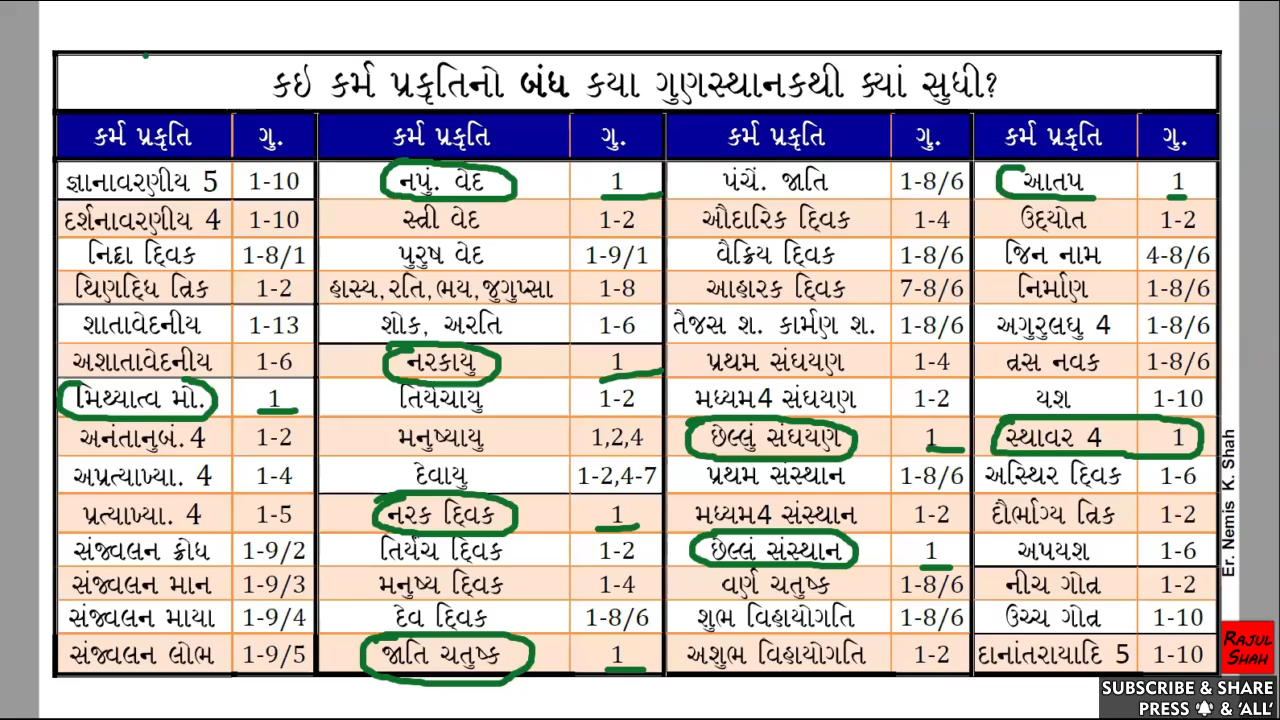 કઇ કર્મ પ્રકૃતિનો બંધ કયા ગુણસ્થાનકથી ક્યાં સુધી?
કર્મ પ્રકૃતિ ગુ. કર્મ પ્રકૃતિ ગુ. કર્મ પ્રકૃતિ ગુ. કર્મ પ્રકૃતિ ગુ.
જ્ઞાનાવરણીય 5 1-10 નપું. વેદ 1 પંચેં. જાતિ 1-8/6 આતપ 1
દર્શનાવરણીય 4 1-10 સ્ત્રી વેદ 1-2 ઔદારિક દ્વિક 1-4 ઉદ્યોત 1-2
નિદ્રા દ્વિક 1-8/1 પુરુષ વેદ 1-9/1 વૈક્રિય દ્વિક 1-8/6 જિન નામ 4-8/6
થિણદ્ધિ ત્રિક 1-2 હાસ્ય,રતિ,ભય,જુગુપ્સા 1-8 આહારક દ્વિક 7-8/6 નિર્માણ 1-8/6
શાતાવેદનીય 1-13 શોક, અરતિ 1-6 તૈજસ શ. કાર્મણ શ. 1-8/6 અગુરુલઘુ 4 1-8/6
અશાતાવેદનીય 1-6 નરકાયુ 1 પ્રથમ સંઘયણ 1-4 ત્રસ નવક 1-8/6
મિથ્યાત્વ મો. 1 તિર્યંચાયુ 1-2 મધ્યમ4 સંઘયણ 1-2 યશ 1-10
અનંતાનુબં. 4 1-2 મનુષ્યાયુ 1,2,4 છેલ્લું સંઘયણ 1 સ્થાવર 4 1
અપ્રત્યાખ્યા. 4 1-4 દેવાયુ 1-2,4-7 પ્રથમ સંસ્થાન 1-8/6 અસ્થિર દ્વિક 1-6
પ્રત્યાખ્યા. 4 1-5 નરક દ્વિક 1 મધ્યમ4 સંસ્થાન 1-2 દૌર્ભાગ્ય ત્રિક 1-2
સંજ્વલન ક્રોધ 1-9/2 તિર્યંચ દ્વિક 1-2 છેલ્લં સંસ્થાન 1 અપયશ 1-6
સંજ્વલન માન 1-9/3 મનુષ્ય દ્વિક 1-4 વર્ણ ચતુષ્ક 1-8/6 નીચ ગોત્ર 1-2
સંજ્વલન માયા 1-9/4 દેવ દ્વિક 1-8/6 શુભ વિહાયોગતિ 1-8/6 ઉચ્ચ ગોત્ર 1-10
સંજ્વલન લોભ 1-9/5 જાતિ ચતુષ્ક 1 અશુભ વિહાયોગતિ 1-2 દાનાંતરાયાદિ 5 1-10
Er. Nemis K. Shah
RAJUL
SHAH
SUBSCRIBE & SHARE
PRESS & 'ALL'